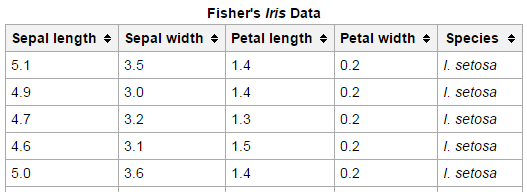 Fisher's Iris Data
Sepal length Sepal width Petal length Petal width Species
5.1 3.5 1.4 0.2 I. setosa
4.9 3.0 1.4 0.2 I. setosa
4.7 3.2 1.3 0.2 I. setosa
4.6 3.1 1.5 0.2 I. setosa
5.0 3.6 1.4 0.2 I. setosa